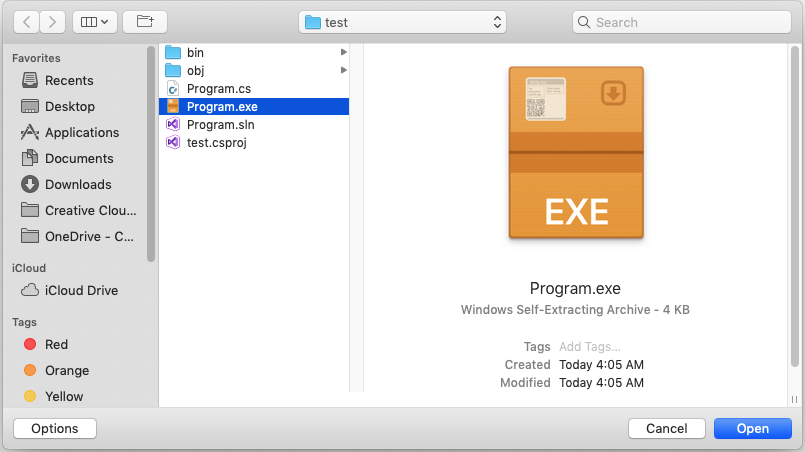 test
Search
Favorites
Recents
Desktop
Applications
Documents
Downloads
Creative Clou...
OneDrive - C...
iCloud
iCloud Drive
Tags
Red
Orange
Yellow
bin
obj
Program.cs
Program.exe
Program.sln
test.csproj
EXE
Program.exe
Windows Self-Extracting Archive - 4 KB
Tags Add Tags...
Created Today 4:05 AM
Modified Today 4:05 AM
Options
Cancel
Open